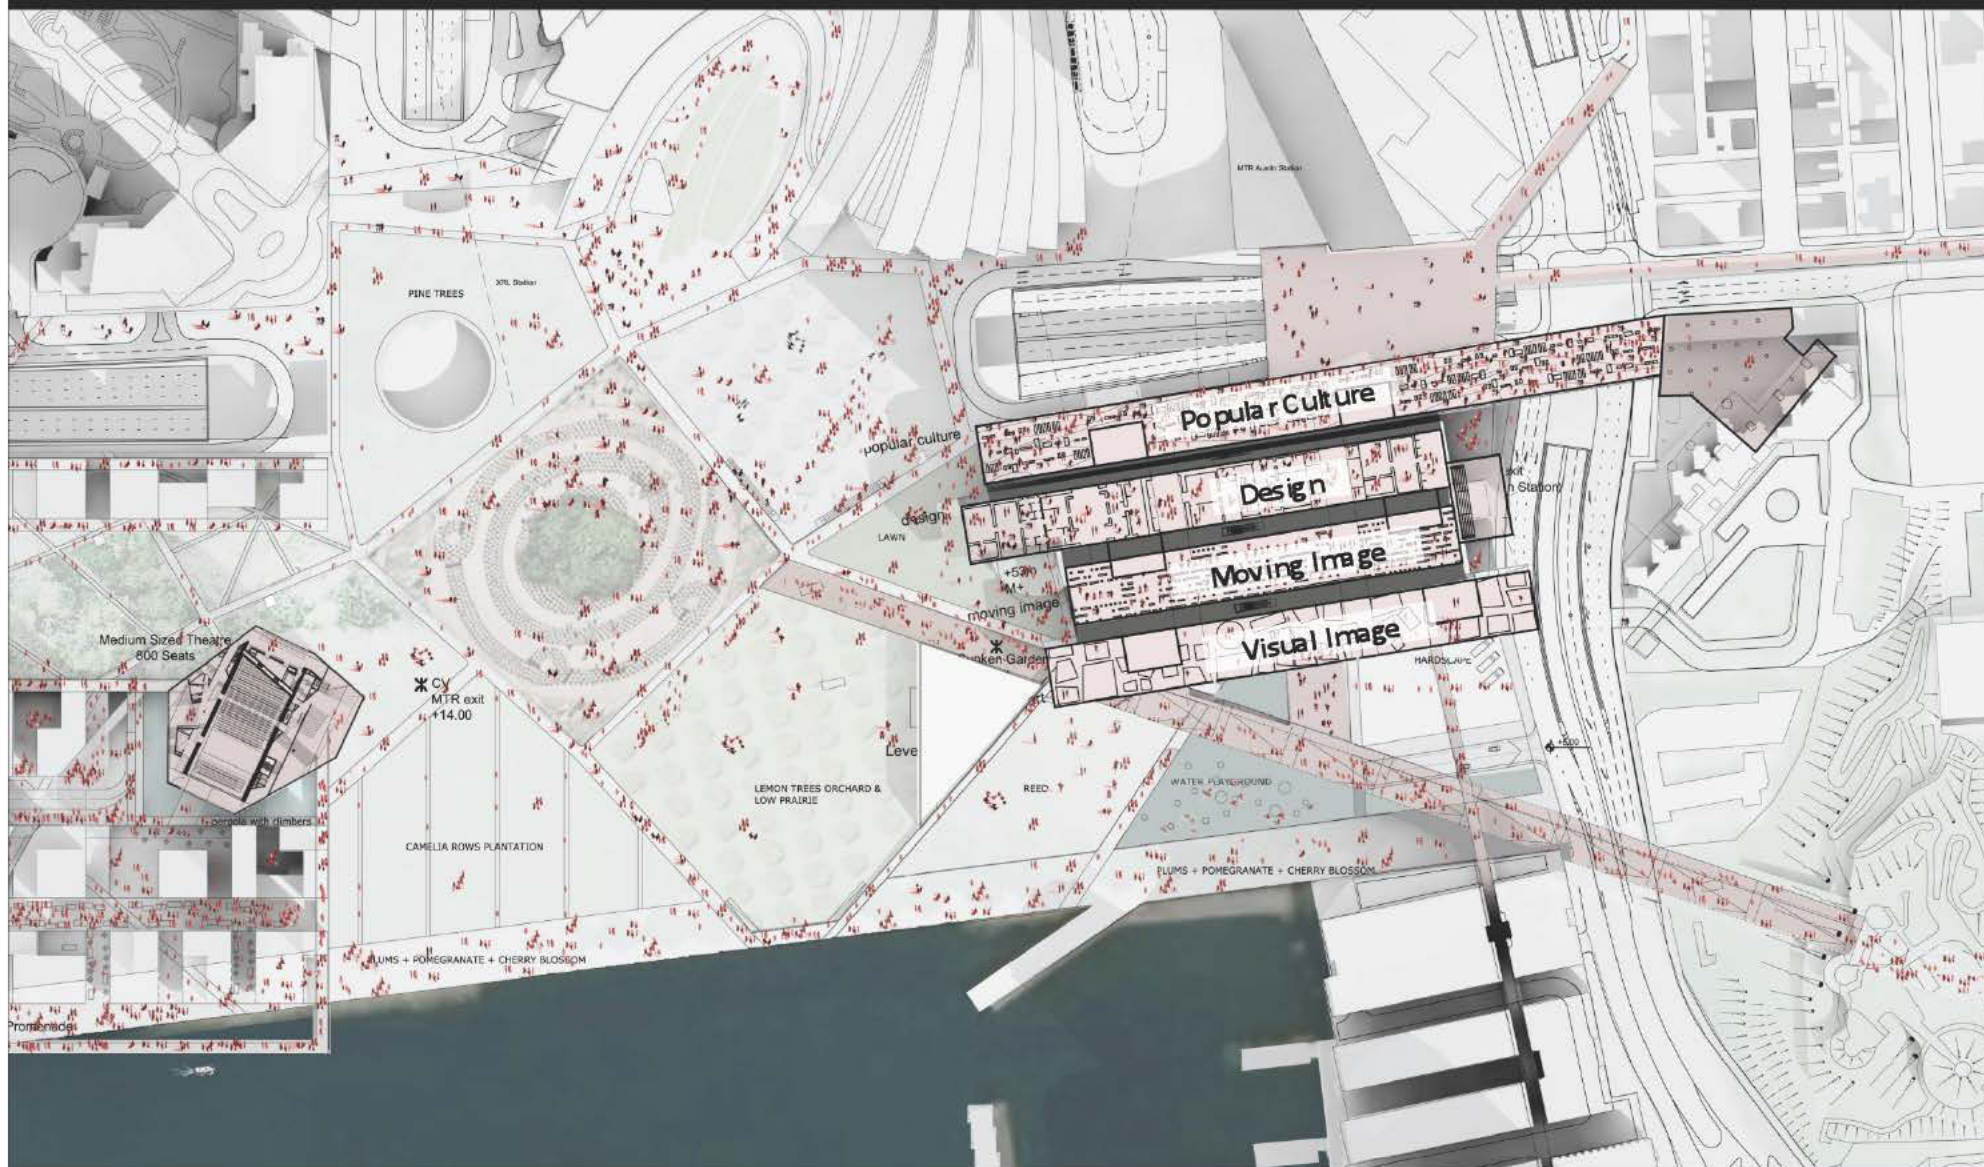 MTR Austin Station
PINE TREES
XRL Station
Popular Culture
popular culture
Design
design
LAWN
Moving Image
M+
moving image
Visual Image
Medium Sized Theatre
800 Seats
HARDSCAPE
MTR exit
+14.00
+5.00
WATER PLAYGROUND
LEMON TREES ORCHARD &
LOW PRAIRIE
REED
pergola with climbers
CAMELIA ROWS PLANTATION
PLUMS + POMEGRANATE + CHERRY BLOSSOM
PLUMS + POMEGRANATE + CHERRY BLOSSOM
Promenade